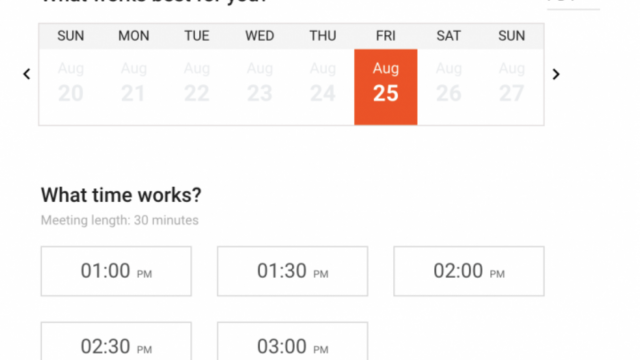 What works best for you?
SUN MON TUE WED THU FRI SAT SUN
Aug Aug Aug Aug Aug Aug Aug Aug
20 21 22 23 24 25 26 27
What time works?
Meeting length: 30 minutes
01:00 PM 01:30 PM 02:00 PM
02:30 PM 03:00 PM